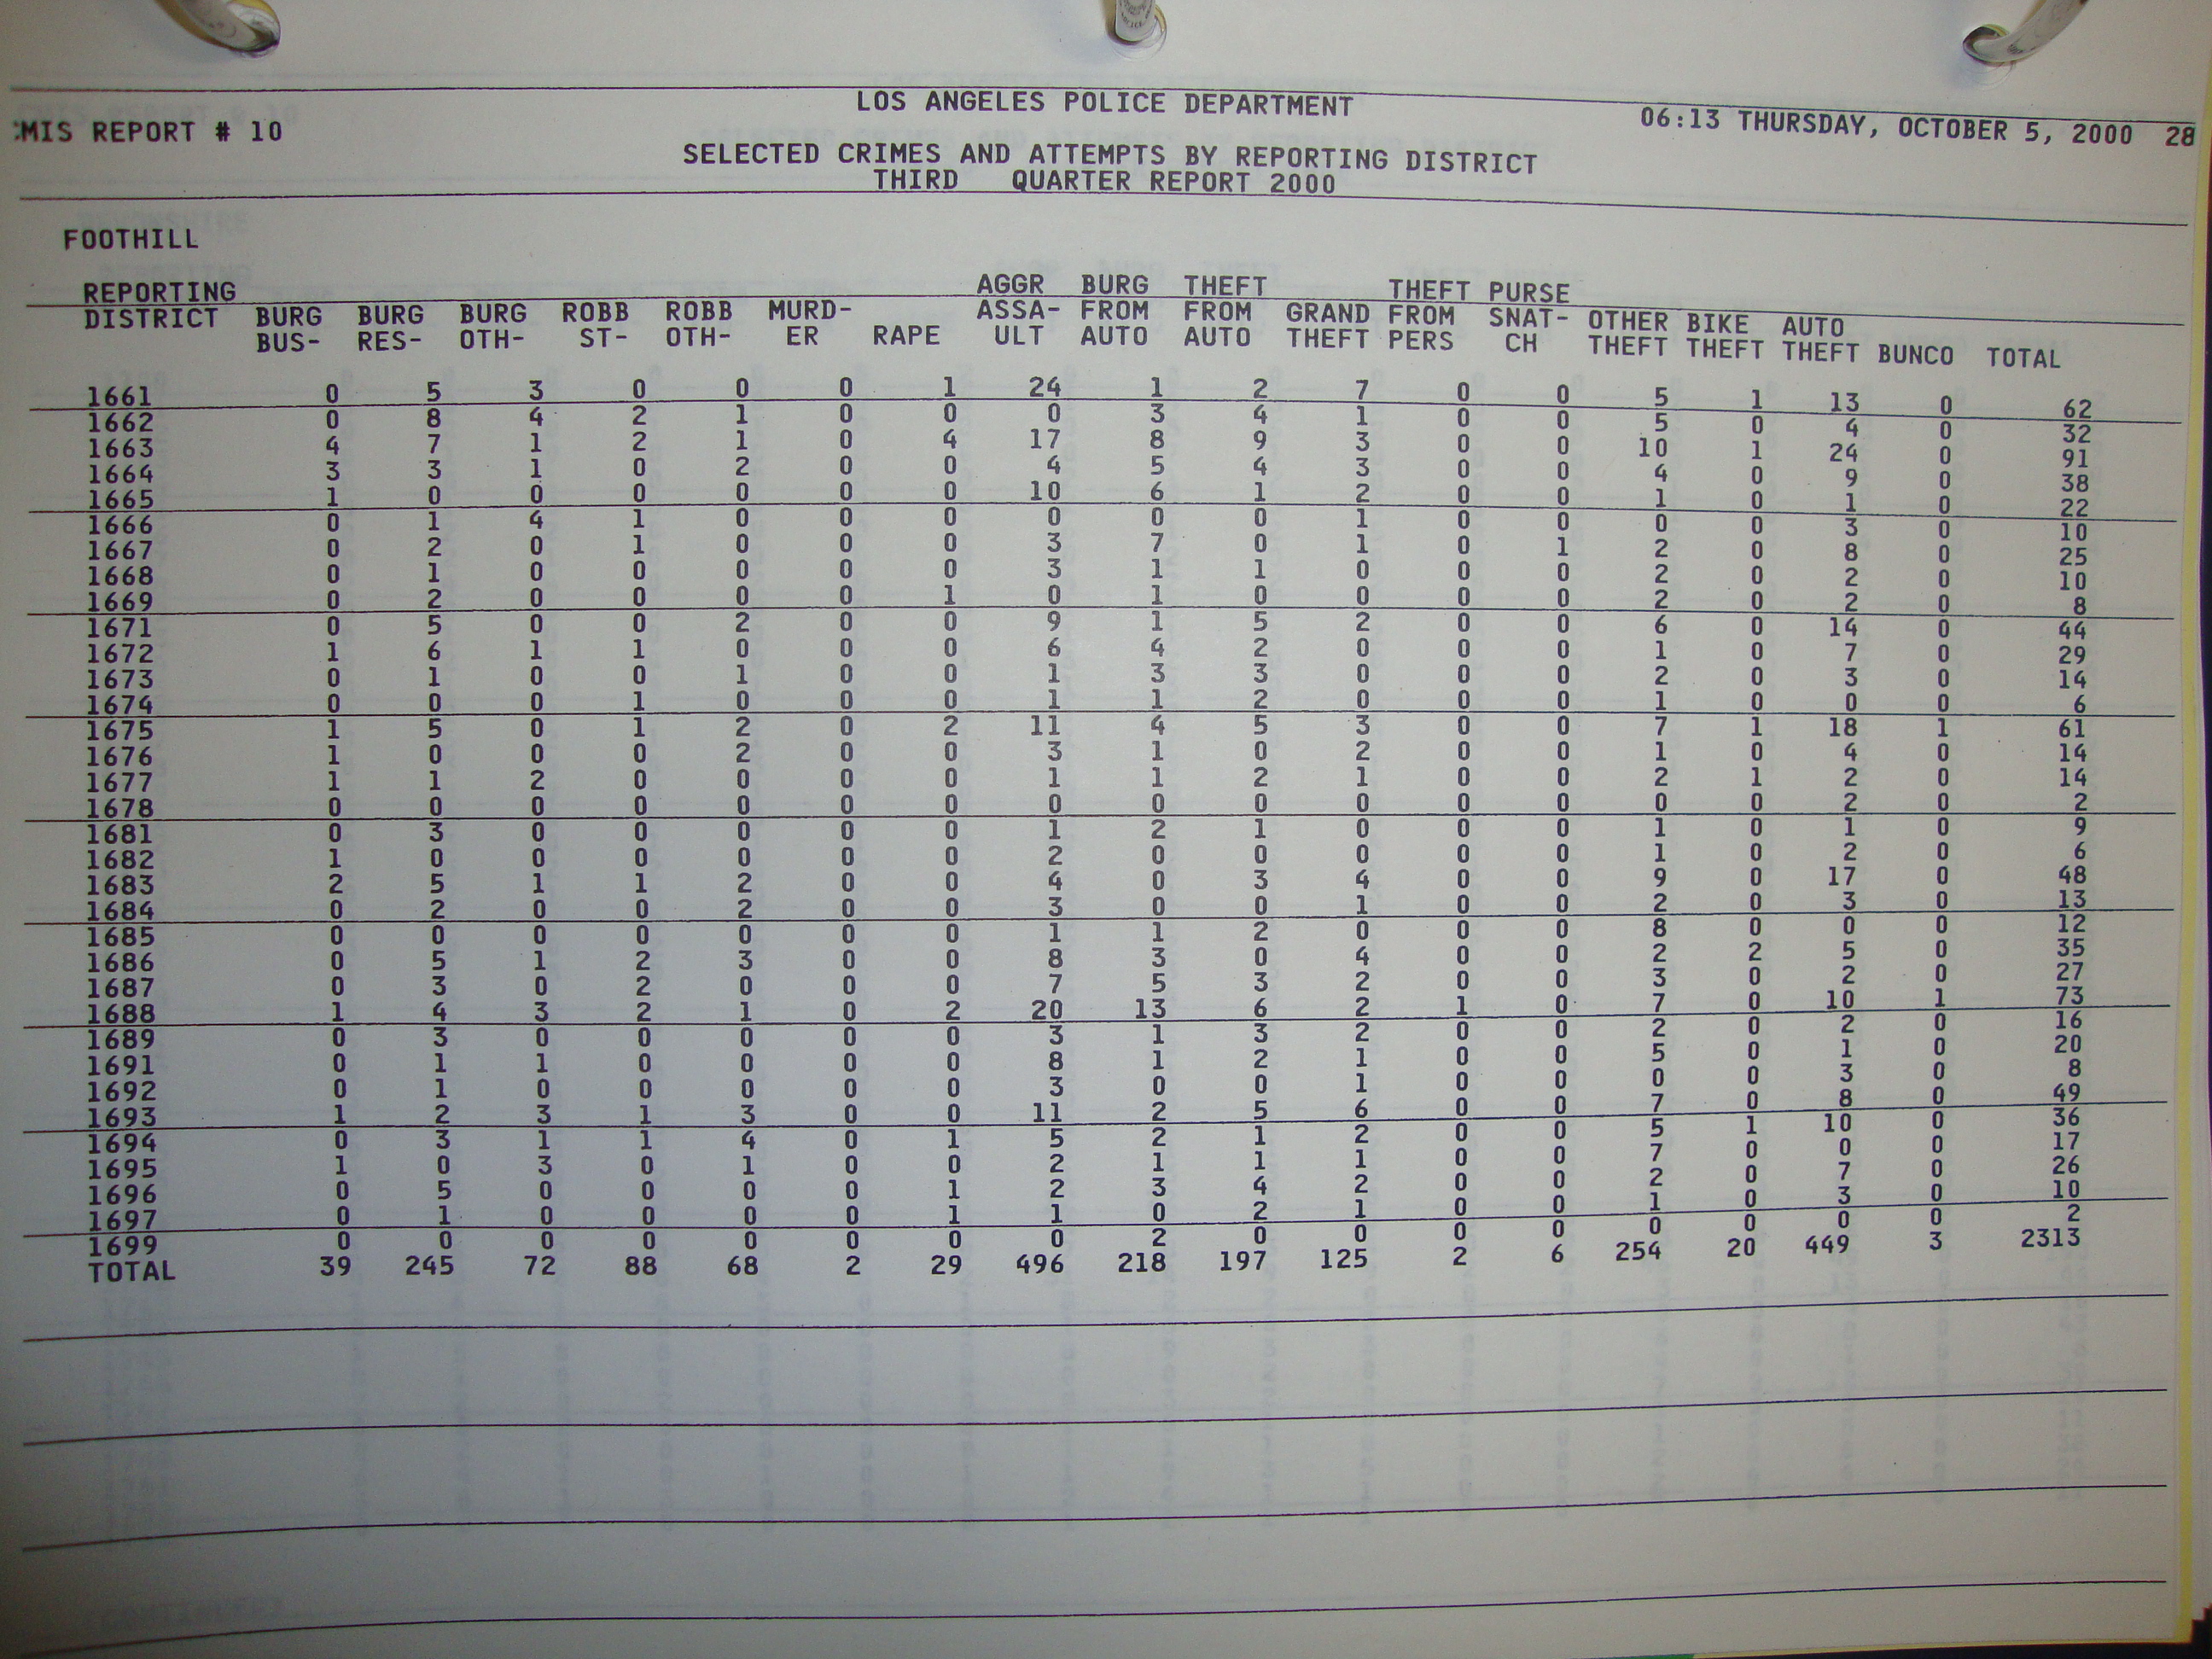 LOS ANGELES POLICE DEPARTMENT
MIS REPORT # 10 06:13 THURSDAY, OCTOBER 5, 2000 28
SELECTED CRIMES AND ATTEMPTS BY REPORTING DISTRICT
THIRD QUARTER REPORT 2000
FOOTHILL
REPORTING AGGR BURG THEFT THEFT PURSE
DISTRICT BURG BURG BURG ROBB ROBB MURD- ASSA- FROM FROM GRAND FROM SNAT- OTHER BIKE AUTO
BUS- RES- OTH- ST- OTH- ER RAPE ULT AUTO AUTO THEFT PERS CH THEFT THEFT THEFT BUNCO TOTAL
1661 0 5 3 0 0 0 1 24 1 2 7 0 0 5 1 13 0 62
1662 0 8 4 2 1 0 0 0 3 4 1 0 0 5 0 4 0 32
1663 4 7 1 2 1 0 4 17 8 9 3 0 0 10 1 24 0 91
1664 3 3 1 0 2 0 0 4 5 4 3 0 0 4 0 9 0 38
1665 1 0 0 0 0 0 0 10 6 1 2 0 0 1 0 1 0 22
1666 0 1 4 1 0 0 0 0 0 0 1 0 0 0 0 3 0 10
1667 0 2 0 1 0 0 0 3 7 0 1 0 1 2 0 8 0 25
1668 0 1 0 0 0 0 0 3 1 1 0 0 0 2 0 2 0 10
1669 0 2 0 0 0 0 1 0 1 0 0 0 0 2 0 2 0 8
1671 0 5 0 0 2 0 0 9 1 5 2 0 0 6 0 14 0 44
1672 1 6 1 1 0 0 0 6 4 2 0 0 0 1 0 7 0 29
1673 0 1 0 0 1 0 0 1 3 3 0 0 0 2 0 3 0 14
1674 0 0 0 1 0 0 0 1 1 2 0 0 0 1 0 0 0 6
1675 1 5 0 1 2 0 2 11 4 5 3 0 0 7 1 18 1 61
1676 1 0 0 0 2 0 0 3 1 0 2 0 0 1 0 4 0 14
1677 1 1 2 0 0 0 0 1 1 2 1 0 0 2 1 2 0 14
1678 0 0 0 0 0 0 0 0 0 0 0 0 0 0 0 2 0 2
1681 0 3 0 0 0 0 0 1 2 1 0 0 0 1 0 1 0 9
1682 1 0 0 0 0 0 0 2 0 0 0 0 0 1 0 2 0 6
1683 2 5 1 1 2 0 0 4 0 3 4 0 0 9 0 17 0 48
1684 0 2 0 0 2 0 0 3 0 0 1 0 0 2 0 3 0 13
1685 0 0 0 0 0 0 0 1 1 2 0 0 0 8 0 0 0 12
1686 0 5 1 2 3 0 0 8 3 0 4 0 0 2 2 5 0 35
1687 0 3 0 2 0 0 0 7 5 3 2 0 0 3 0 2 0 27
1688 1 4 3 2 1 0 2 20 13 6 2 1 0 7 0 10 1 73
1689 0 3 0 0 0 0 0 3 1 3 2 0 0 2 0 2 0 16
1691 0 1 1 0 0 0 0 8 1 2 1 0 0 5 0 1 0 20
1692 0 1 0 0 0 0 0 3 0 0 1 0 0 0 0 3 0 8
1693 1 2 3 1 3 0 0 11 2 5 6 0 0 7 0 8 0 49
1694 0 3 1 1 4 0 1 5 2 1 2 0 0 5 1 10 0 36
1695 1 0 3 0 1 0 0 2 1 1 1 0 0 7 0 0 0 17
1696 0 5 0 0 0 0 1 2 3 4 2 0 0 2 0 7 0 26
1697 0 1 0 0 0 0 1 1 0 2 1 0 0 1 0 3 0 10
1699 0 0 0 0 0 0 0 0 2 0 0 0 0 0 0 0 0 2
TOTAL 39 245 72 88 68 2 29 496 218 197 125 2 6 254 20 449 3 2313